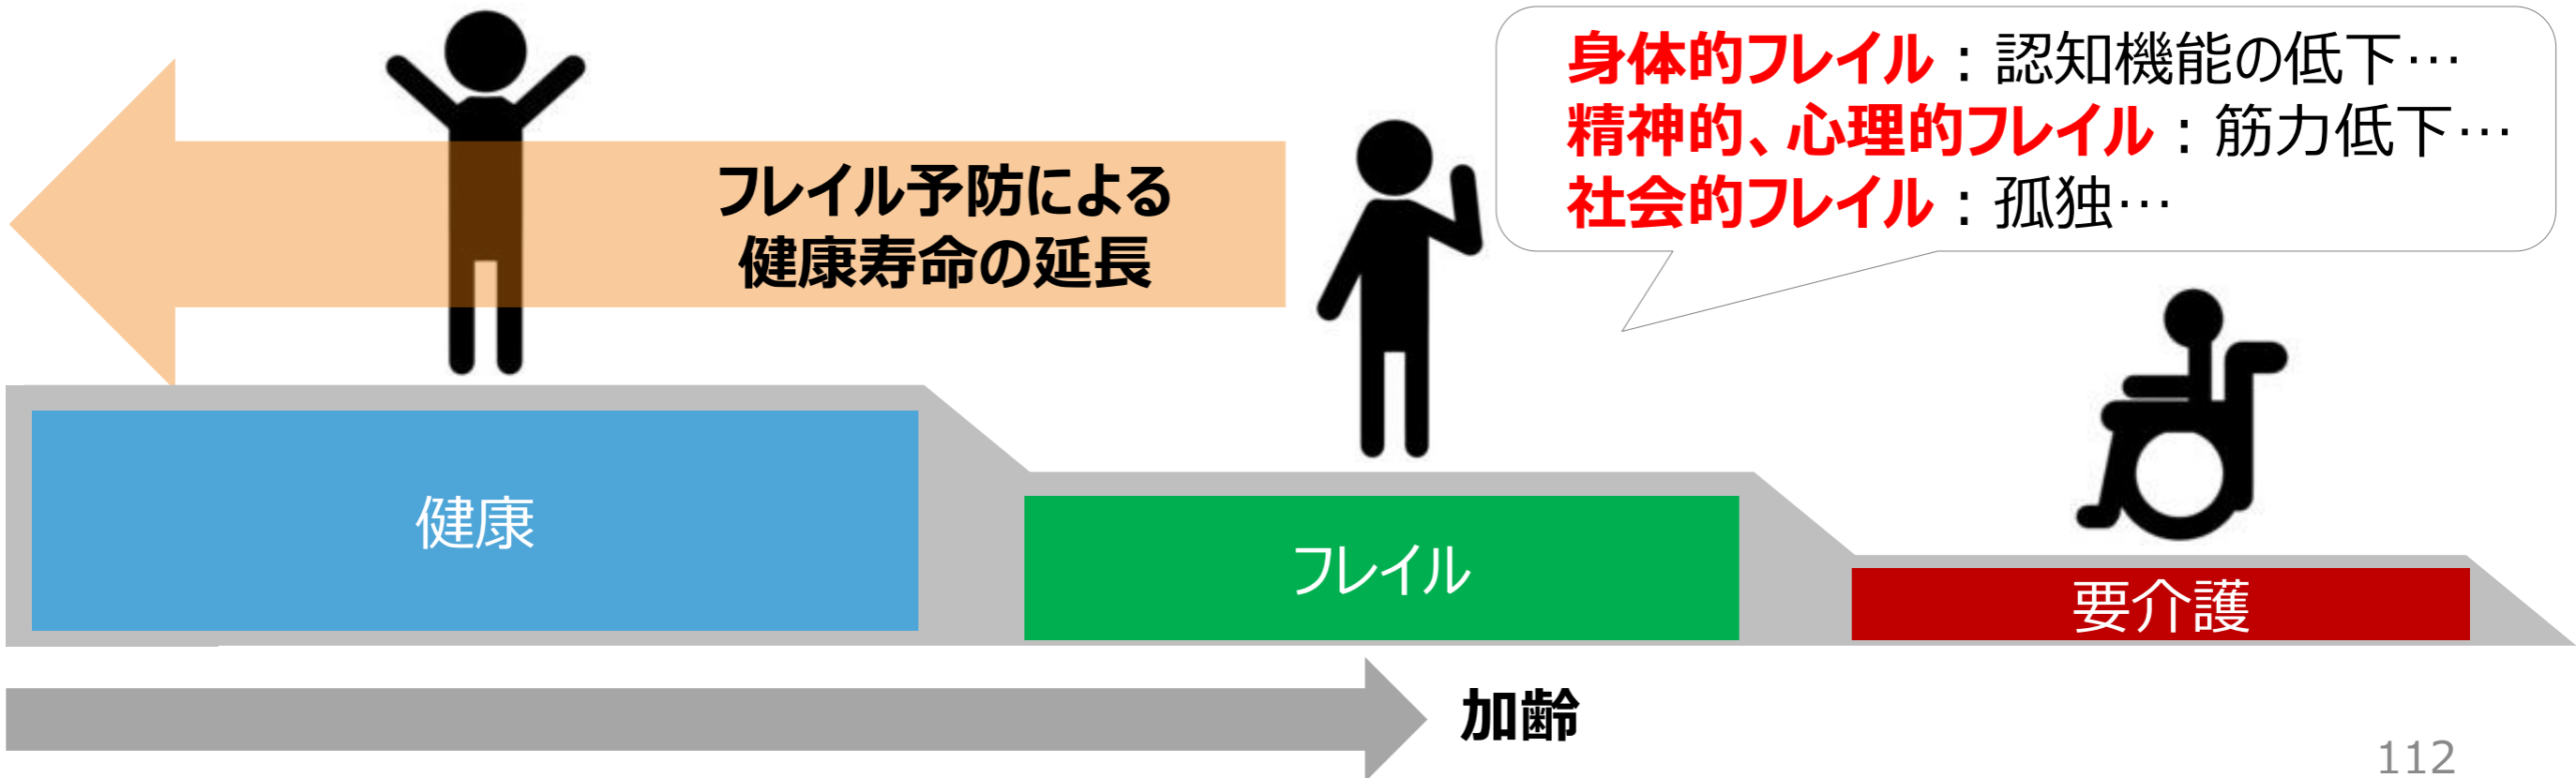 身体的フレイル：認知機能の低下…
精神的、心理的フレイル：筋力低下…
社会的フレイル：孤独…
フレイル予防による
健康寿命の延長
健康
フレイル
要介護
加齢
112